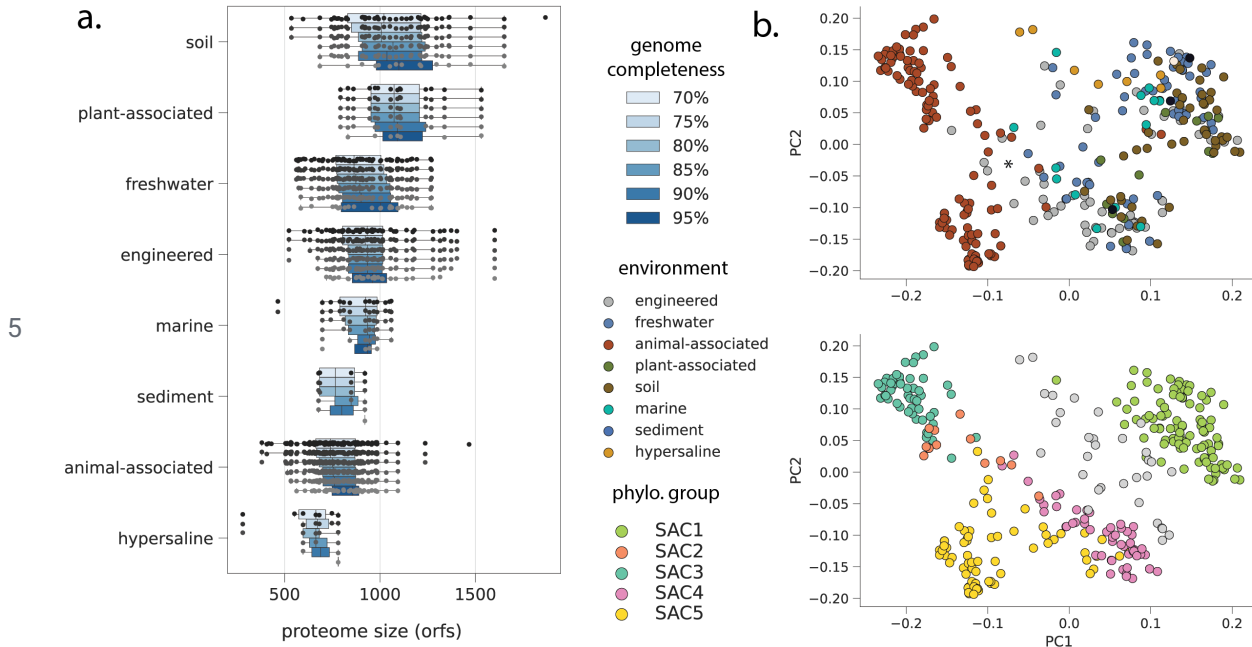 a.
soil
plant-associated
freshwater
engineered
marine
sediment
animal-associated
hypersaline
500
1000
1500
proteome size (orfs)
5
genome
completeness
70%
75%
80%
85%
90%
95%
environment
engineered
freshwater
animal-associated
plant-associated
soil
marine
sediment
hypersaline
phylo. group
SAC1
SAC2
SAC3
SAC4
SAC5
b.
0.20
0.15
0.10
0.05
0.00
−0.05
−0.10
−0.15
−0.20
PC2
*
−0.2
−0.1
0.0
0.1
0.2
0.20
0.15
0.10
0.05
0.00
−0.05
−0.10
−0.15
−0.20
PC2
−0.2
−0.1
0.0
0.1
0.2
PC1